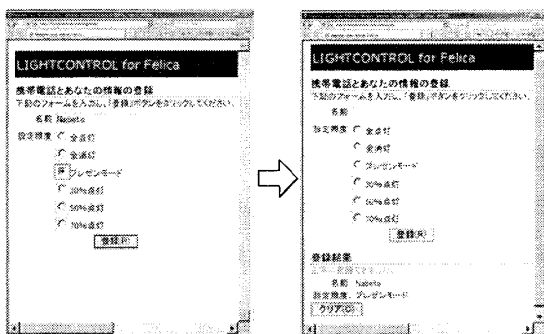 LIGHTCONTROL for Felica
携帯電話とあなたの情報の登録
下記のフォームを入力し、「登録」ボタンをクリックしてください。
名前 Nabeta
設定照度 全点灯
全消灯
プレゼンモード
30%点灯
50%点灯
70%点灯
登録(R)
LIGHTCONTROL for Felica
携帯電話とあなたの情報の登録
下記のフォームを入力し、「登録」ボタンをクリックしてください。
名前
設定照度 全点灯
全消灯
プレゼンモード
30%点灯
50%点灯
70%点灯
登録(R)
登録結果
名前 Nabeta
設定照度 プレゼンモード
クリア(C)